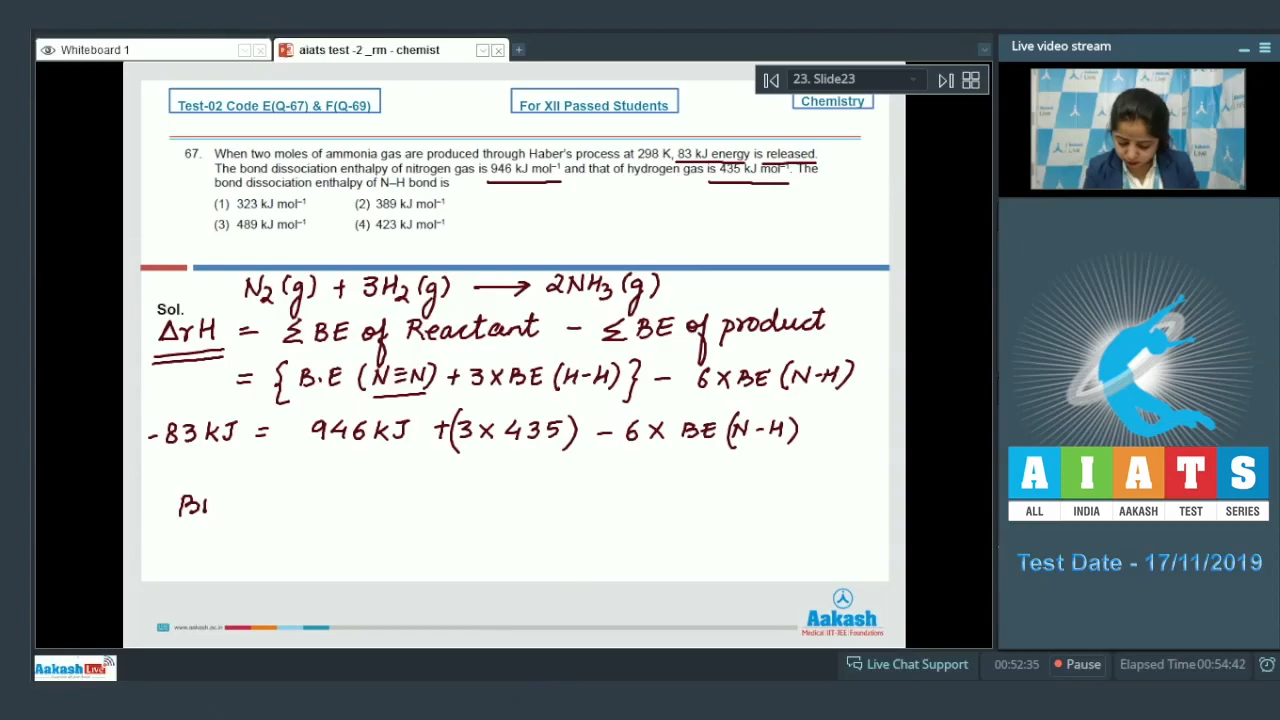 Whiteboard 1
aiats test -2 _rm - chemist
Live video stream
23. Slide23
Test-02 Code E(Q-67) & F(Q-69)
For XII Passed Students
Chemistry
67. When two moles of ammonia gas are produced through Haber's process at 298 K, 83 kJ energy is released.
The bond dissociation enthalpy of nitrogen gas is 946 kJ mol⁻¹ and that of hydrogen gas is 435 kJ mol⁻¹. The
bond dissociation enthalpy of N–H bond is
(1) 323 kJ mol⁻¹ (2) 389 kJ mol⁻¹
(3) 489 kJ mol⁻¹ (4) 423 kJ mol⁻¹
N₂(g) + 3H₂(g) ⟶ 2NH₃(g)
Sol.
ΔrH = Σ BE of Reactant − Σ BE of product
= { B.E (N≡N) + 3×BE (H-H)} − 6×BE (N-H)
-83 kJ = 946 kJ + (3 × 435) − 6 × BE (N-H)
A I A T S
ALL INDIA AAKASH TEST SERIES
Test Date - 17/11/2019
Aakash
Medical|IIT-JEE|Foundations
www.aakash.ac.in
Aakash Live
Live Chat Support
00:52:35
Pause
Elapsed Time 00:54:42